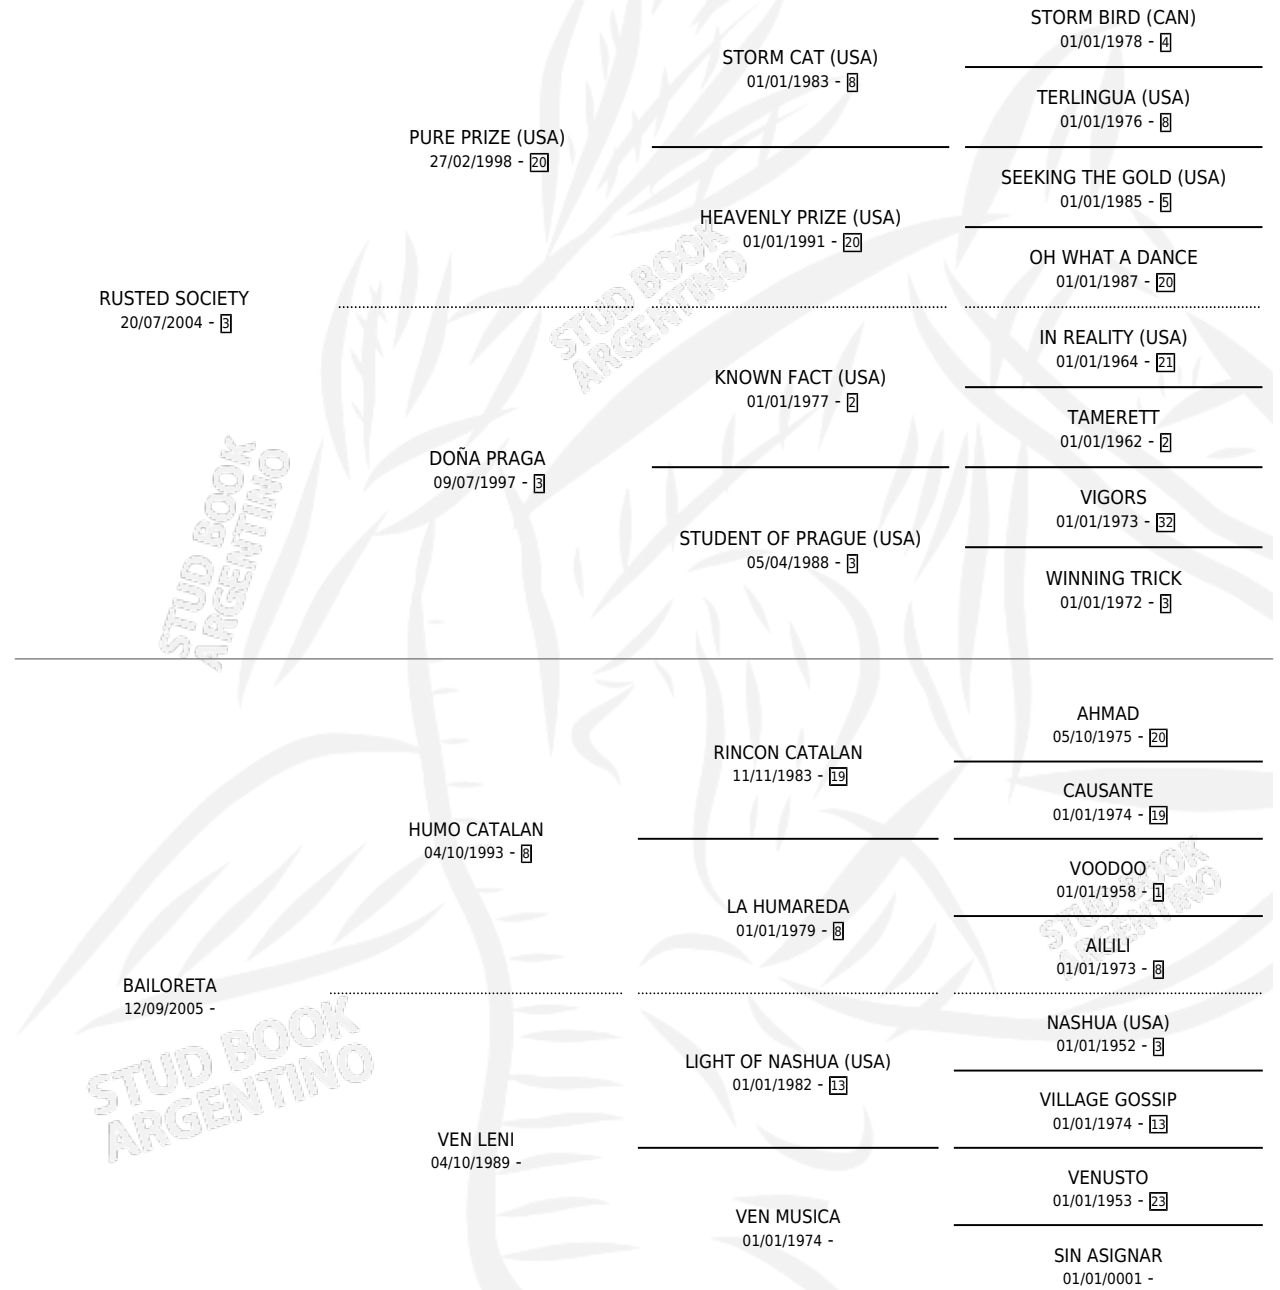 STORM BIRD (CAN)
01/01/1978 - 4
STORM CAT (USA)
01/01/1983 - 8
TERLINGUA (USA)
01/01/1976 - 8
PURE PRIZE (USA)
27/02/1998 - 20
SEEKING THE GOLD (USA)
01/01/1985 - 5
HEAVENLY PRIZE (USA)
01/01/1991 - 20
OH WHAT A DANCE
01/01/1987 - 20
RUSTED SOCIETY
20/07/2004 - 3
IN REALITY (USA)
01/01/1964 - 21
KNOWN FACT (USA)
01/01/1977 - 2
TAMERETT
01/01/1962 - 2
DOÑA PRAGA
09/07/1997 - 3
VIGORS
01/01/1973 - 32
STUDENT OF PRAGUE (USA)
05/04/1988 - 3
WINNING TRICK
01/01/1972 - 3
AHMAD
05/10/1975 - 20
RINCON CATALAN
11/11/1983 - 19
CAUSANTE
01/01/1974 - 19
HUMO CATALAN
04/10/1993 - 8
VOODOO
01/01/1958 - 1
LA HUMAREDA
01/01/1979 - 8
AILILI
01/01/1973 - 8
BAILORETA
12/09/2005 -
NASHUA (USA)
01/01/1952 - 3
LIGHT OF NASHUA (USA)
01/01/1982 - 13
VILLAGE GOSSIP
01/01/1974 - 13
VEN LENI
04/10/1989 -
VENUSTO
01/01/1953 - 23
VEN MUSICA
01/01/1974 -
SIN ASIGNAR
01/01/0001 -
STUD BOOK
ARGENTINO
STUD BOOK
ARGENTINO
STUD BOOK
ARGENTINO
STUD BOOK
ARGENTINO